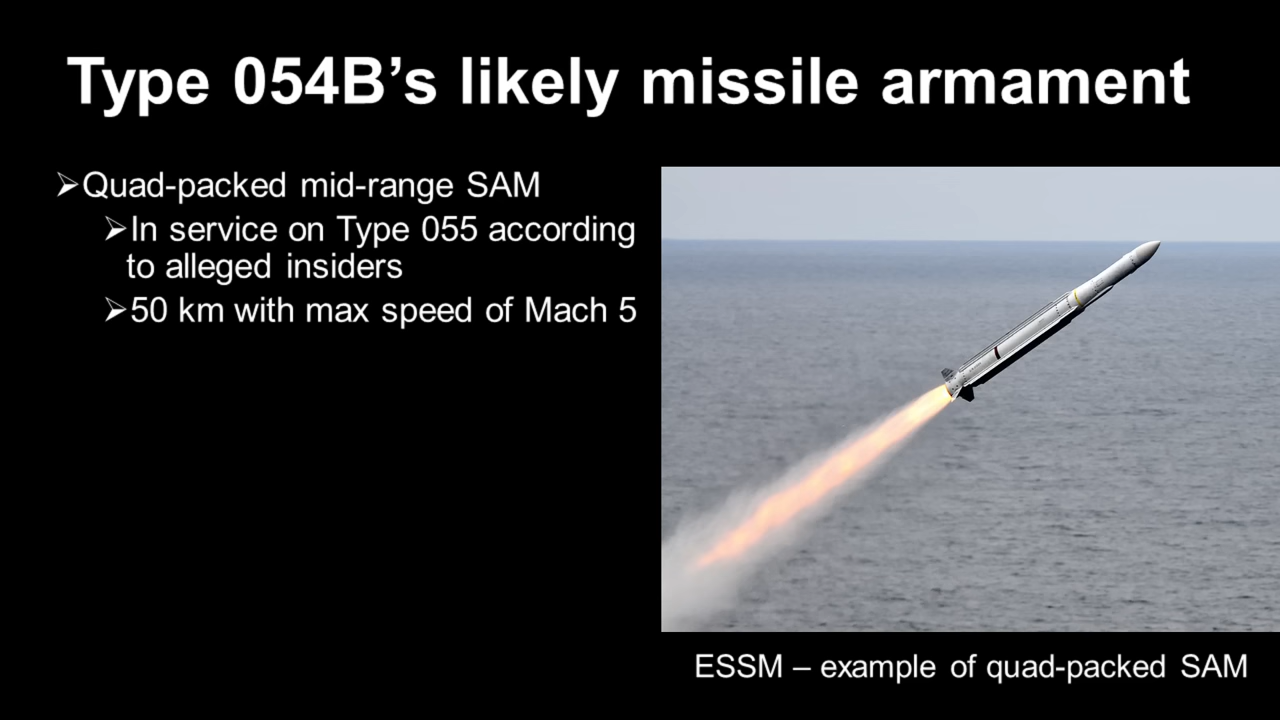 Type 054B’s likely missile armament
➢Quad-packed mid-range SAM
➢In service on Type 055 according
to alleged insiders
➢50 km with max speed of Mach 5
ESSM – example of quad-packed SAM